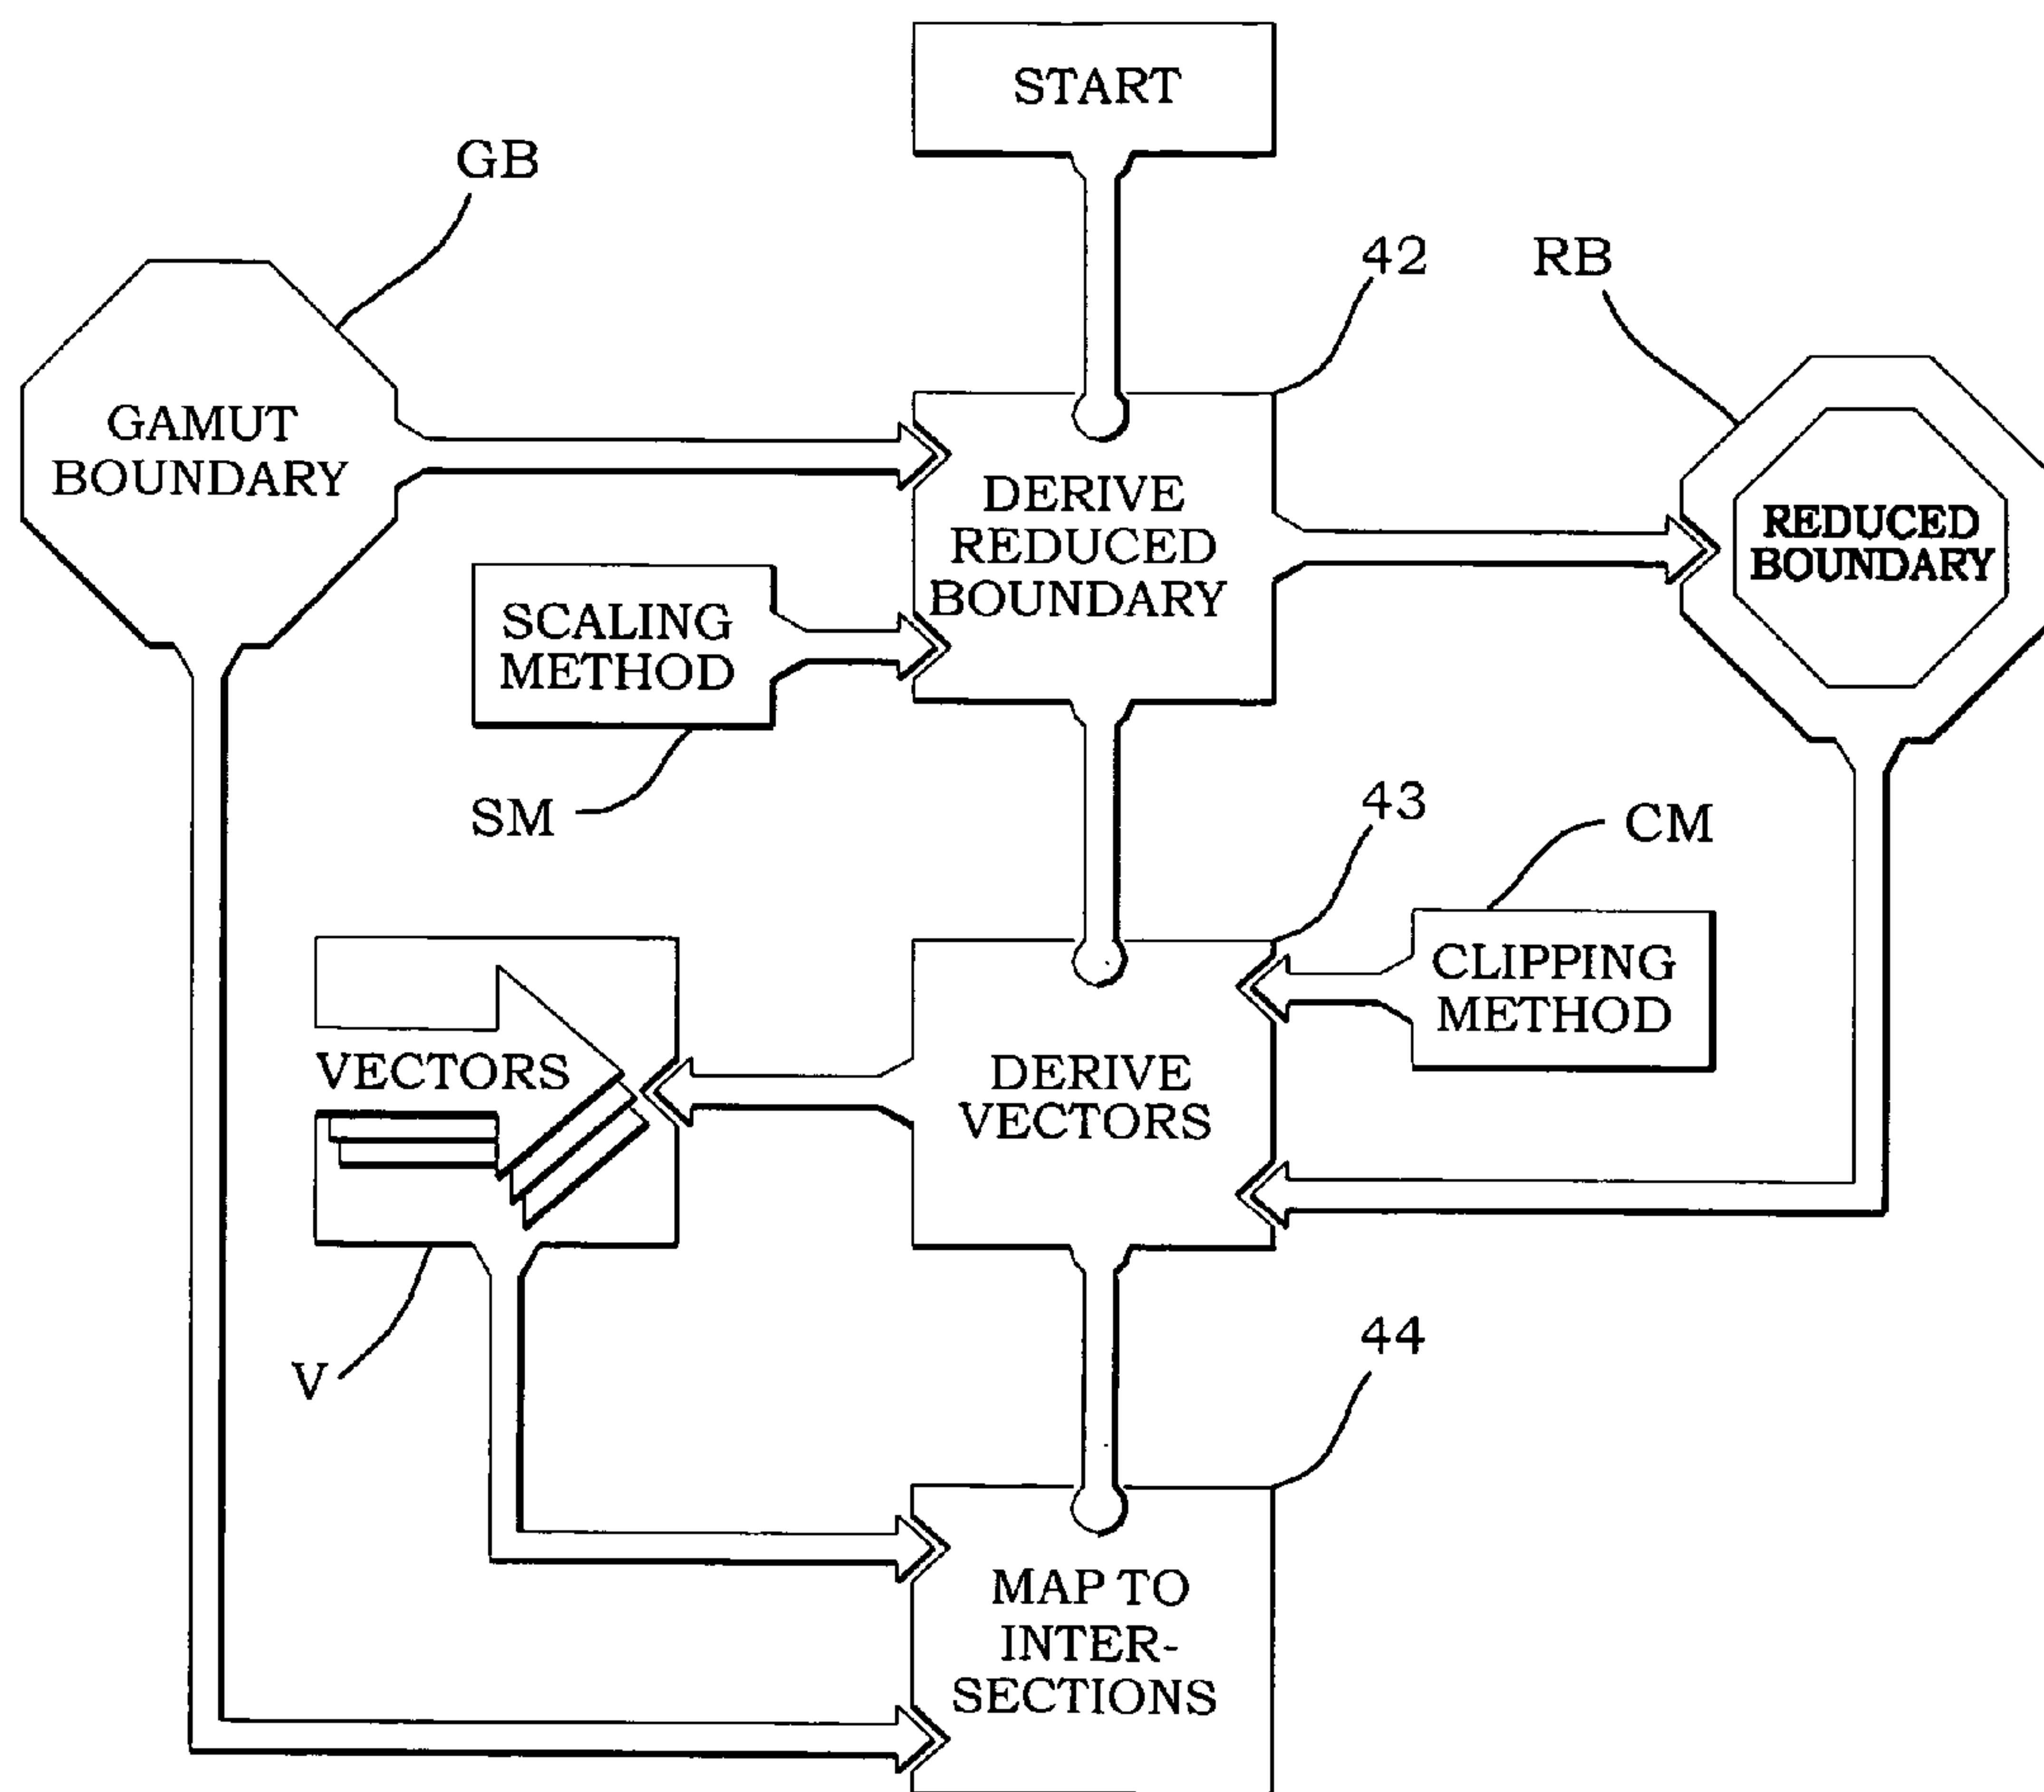 START
GB
42
RB
GAMUT
BOUNDARY
DERIVE
REDUCED
BOUNDARY
REDUCED
BOUNDARY
SCALING
METHOD
SM
43
CM
CLIPPING
METHOD
VECTORS
DERIVE
VECTORS
V
44
MAP TO
INTER-
SECTIONS